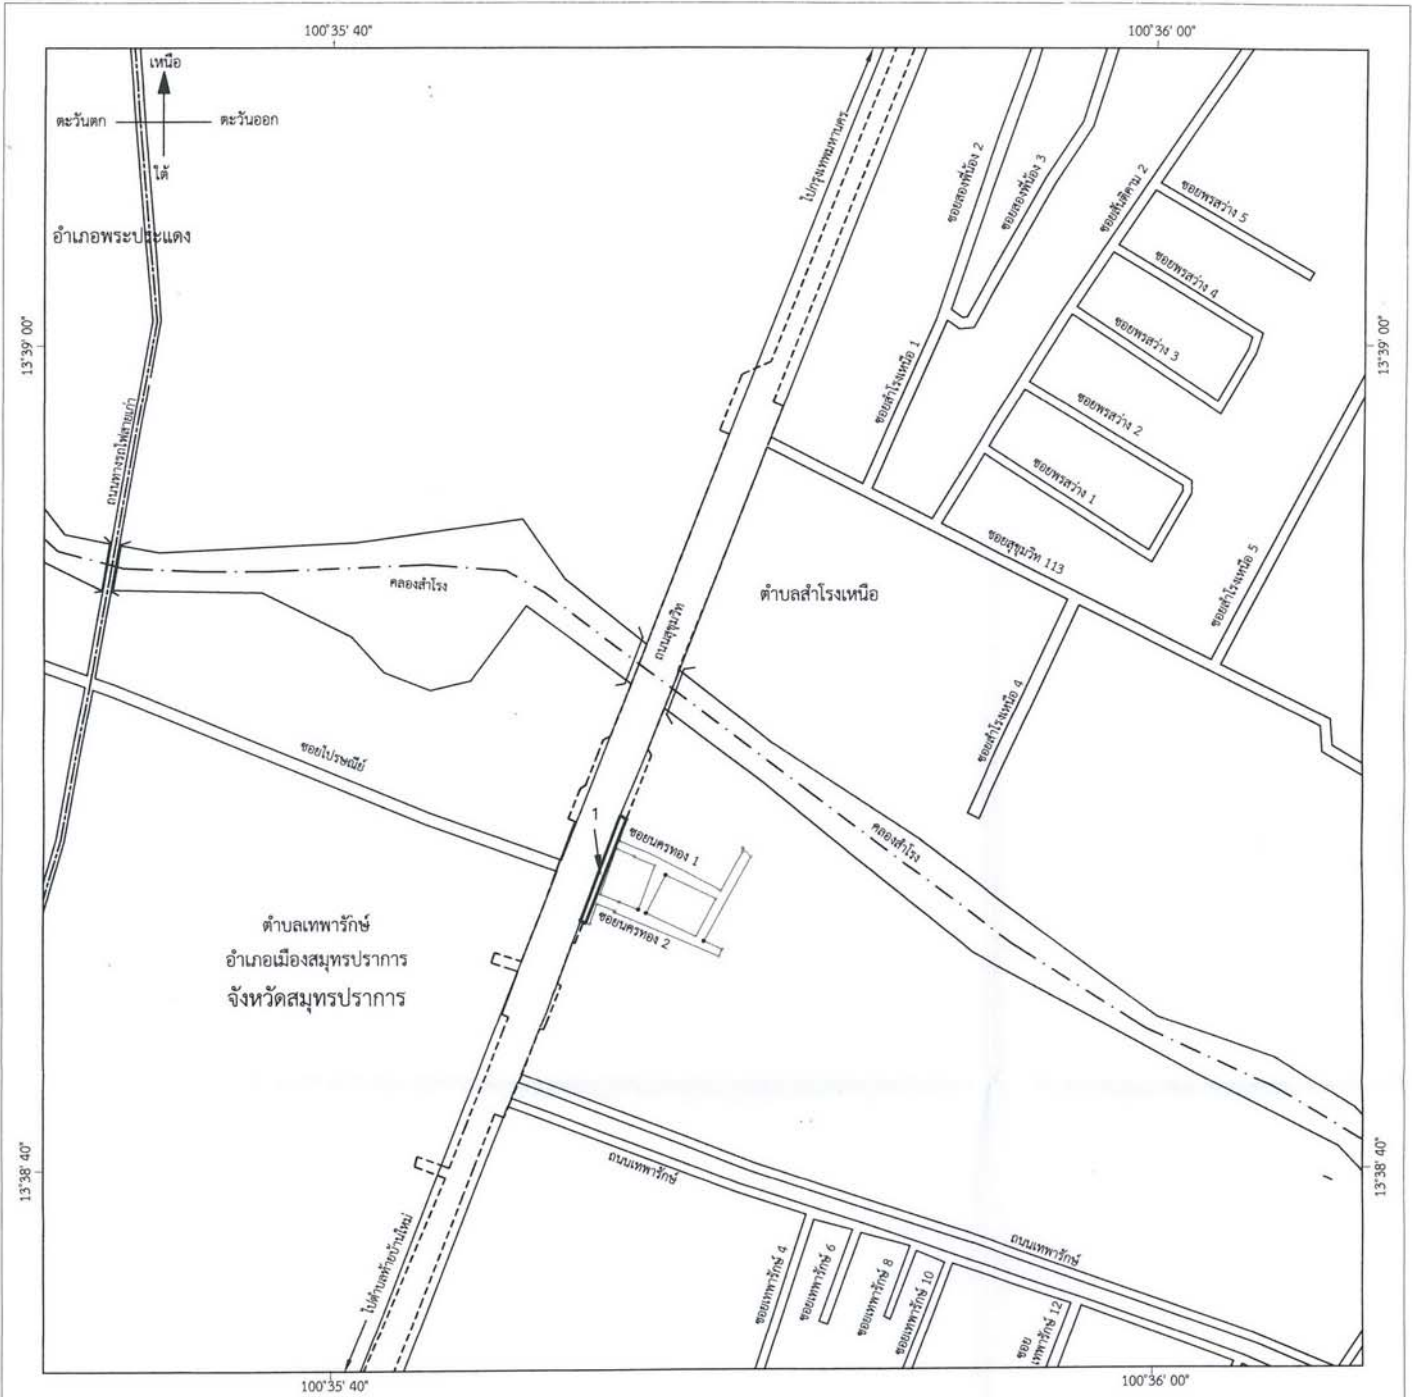 100°35' 40"
100°36' 00"
เหนือ
ตะวันตก
ตะวันออก
ใต้
อำเภอพระประแดง
ไปกรุงเทพมหานคร
ซอยสองพี่น้อง 2
ซอยสองพี่น้อง 3
ซอยสันติคาม 2
ซอยพรสว่าง 5
ซอยพรสว่าง 4
ซอยพรสว่าง 3
ซอยพรสว่าง 2
ซอยพรสว่าง 1
13°39' 00"
13°39' 00"
ซอยสำโรงเหนือ 1
ถนนทางรถไฟสายเก่า
คลองสำโรง
ซอยสุขุมวิท 113
ตำบลสำโรงเหนือ
ถนนสุขุมวิท
ซอยสำโรงเหนือ 5
ซอยสำโรงเหนือ 4
ซอยไปรษณีย์
1
ซอยนครทอง 1
ซอยนครทอง 2
คลองสำโรง
ตำบลเทพารักษ์
อำเภอเมืองสมุทรปราการ
จังหวัดสมุทรปราการ
13°38' 40"
13°38' 40"
ถนนเทพารักษ์
ถนนเทพารักษ์
ไปตำบลท้ายบ้านใหม่
ซอยเทพารักษ์ 4
ซอยเทพารักษ์ 6
ซอยเทพารักษ์ 8
ซอยเทพารักษ์ 10
ซอย
เทพารักษ์ 12
100°35' 40"
100°36' 00"